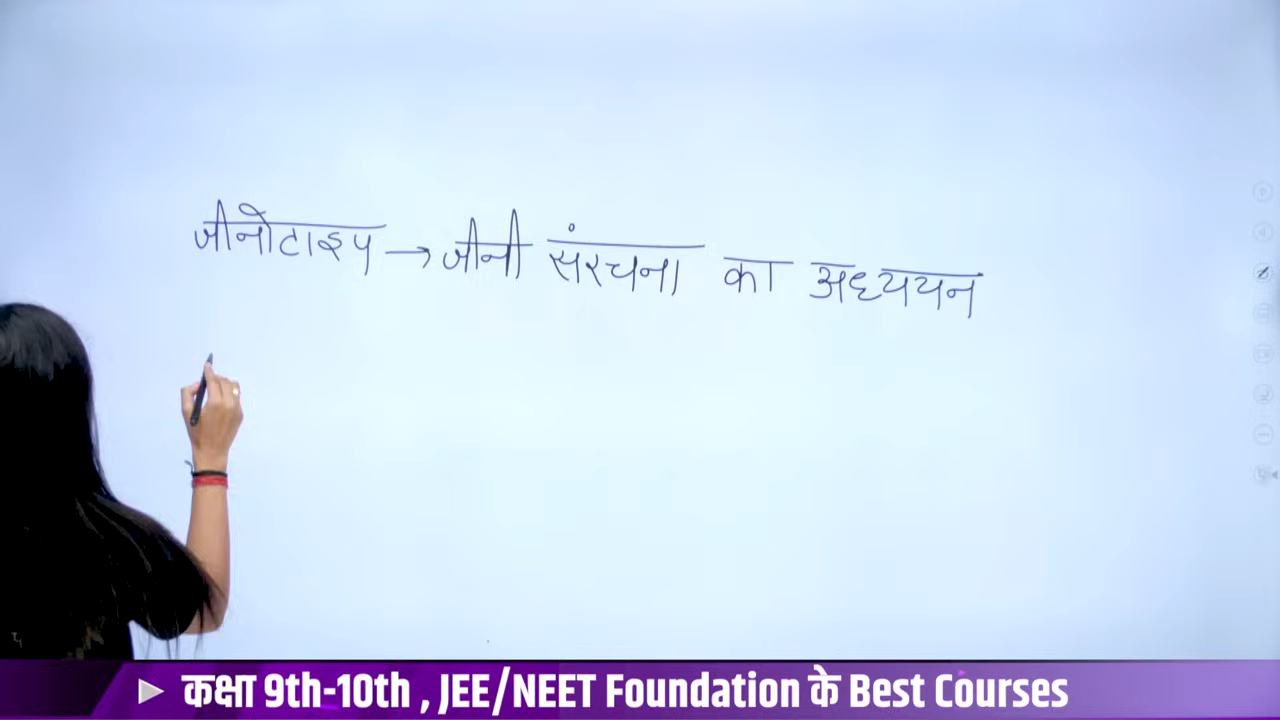 जीनोटाइप → जीनी संरचना का अध्ययन
कक्षा 9th-10th , JEE/NEET Foundation के Best Courses